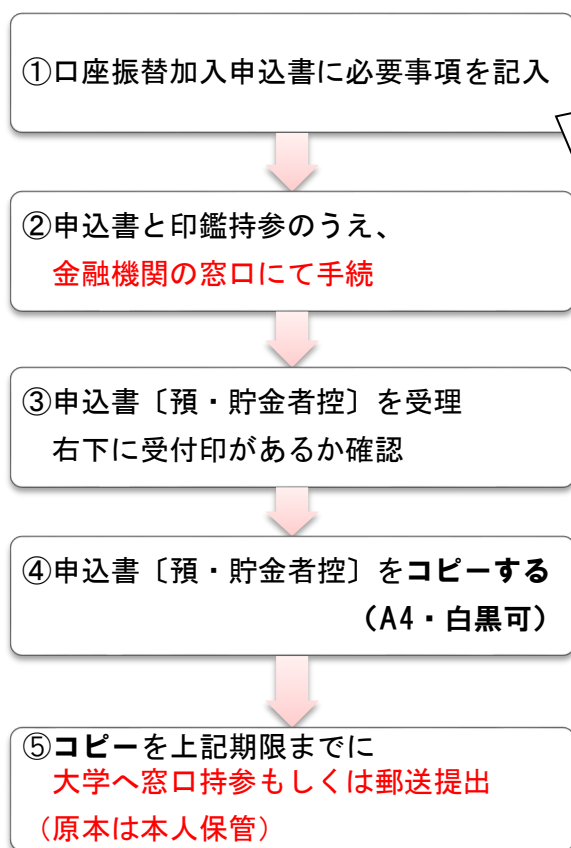 ①口座振替加入申込書に必要事項を記入
②申込書と印鑑持参のうえ、
金融機関の窓口にて手続
③申込書〔預・貯金者控〕を受理
右下に受付印があるか確認
④申込書〔預・貯金者控〕をコピーする
（A4・白黒可）
⑤コピーを上記期限までに
大学へ窓口持参もしくは郵送提出
（原本は本人保管）